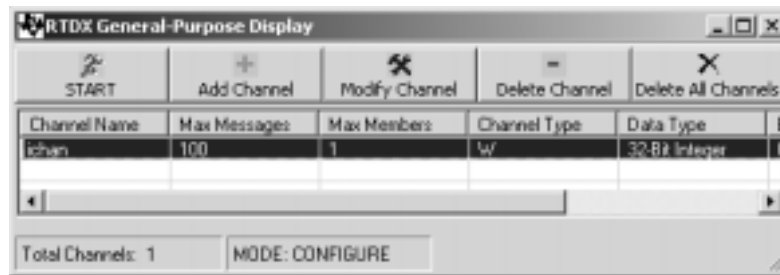 RTDX General-Purpose Display
START Add Channel Modify Channel Delete Channel Delete All Channels
Channel Name Max Messages Max Members Channel Type Data Type
ichan 100 1 W 32-Bit Integer
Total Channels: 1 MODE: CONFIGURE